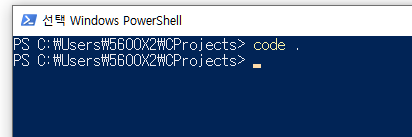 선택 Windows PowerShell
PS C:₩Users₩5600X2₩CProjects> code .
PS C:₩Users₩5600X2₩CProjects>